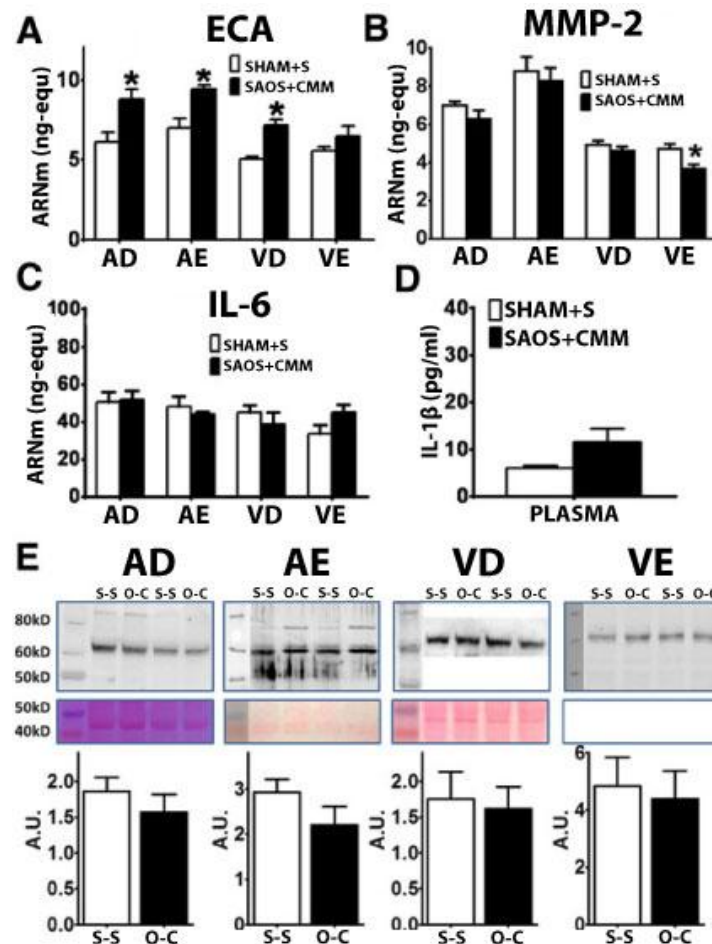 A
ECA
ARNm (ng-equ)
10
5
0
SHAM+S
SAOS+CMM
*
*
*
AD
AE
VD
VE
B
MMP-2
ARNm (ng-equ)
10
8
6
4
2
0
SHAM+S
SAOS+CMM
*
AD
AE
VD
VE
C
IL-6
ARNm (ng-equ)
100
80
60
40
20
0
SHAM+S
SAOS+CMM
AD
AE
VD
VE
D
IL-1β (pg/ml)
40
30
20
10
0
SHAM+S
SAOS+CMM
PLASMA
E
AD
AE
VD
VE
S-S O-C S-S O-C
S-S O-C S-S O-C
S-S O-C S-S O-C
S-S O-C S-S O-C
80kD
60kD
50kD
50kD
40kD
A.U.
2.0
1.5
1.0
0.5
0.0
S-S O-C
A.U.
3
2
1
0
S-S O-C
A.U.
2.0
1.5
1.0
0.5
0.0
S-S O-C
A.U.
6
4
2
0
S-S O-C